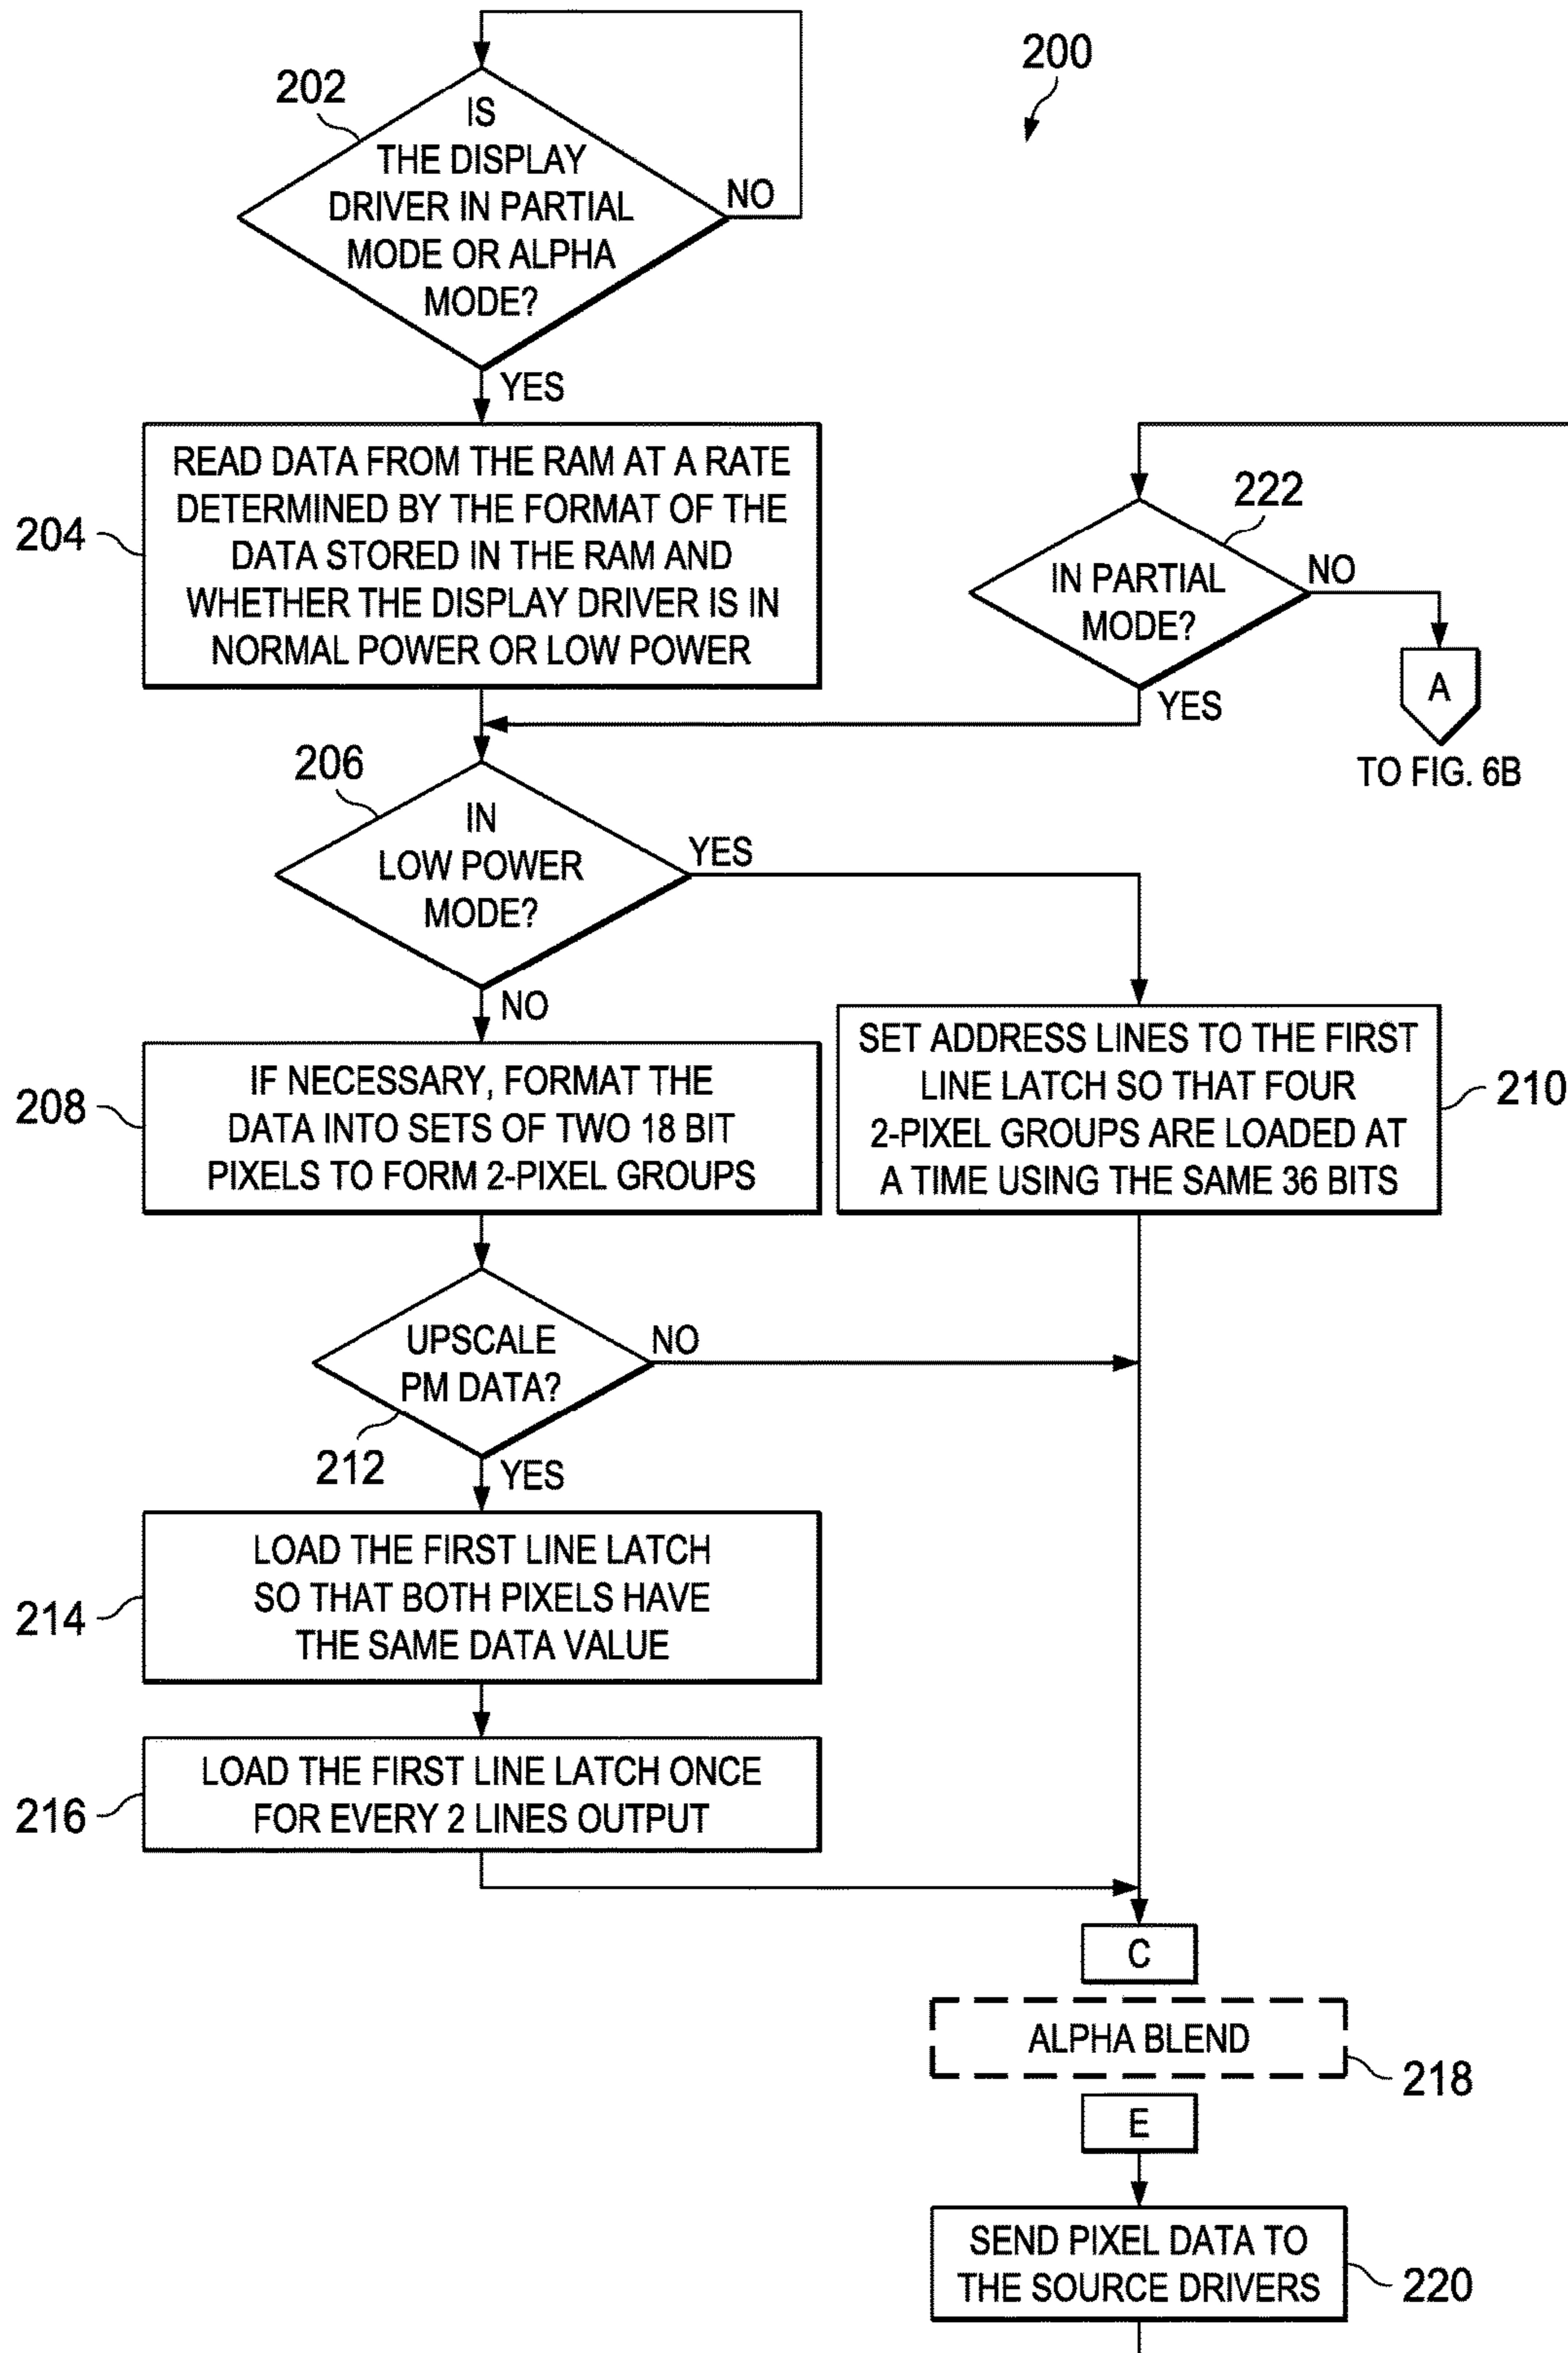 200
202
IS
THE DISPLAY
DRIVER IN PARTIAL
MODE OR ALPHA
MODE?
NO
YES
204
READ DATA FROM THE RAM AT A RATE
DETERMINED BY THE FORMAT OF THE
DATA STORED IN THE RAM AND
WHETHER THE DISPLAY DRIVER IS IN
NORMAL POWER OR LOW POWER
222
IN PARTIAL
MODE?
NO
YES
A
TO FIG. 6B
206
IN
LOW POWER
MODE?
YES
NO
208
IF NECESSARY, FORMAT THE
DATA INTO SETS OF TWO 18 BIT
PIXELS TO FORM 2-PIXEL GROUPS
SET ADDRESS LINES TO THE FIRST
LINE LATCH SO THAT FOUR
2-PIXEL GROUPS ARE LOADED AT
A TIME USING THE SAME 36 BITS
210
UPSCALE
PM DATA?
NO
212
YES
214
LOAD THE FIRST LINE LATCH
SO THAT BOTH PIXELS HAVE
THE SAME DATA VALUE
216
LOAD THE FIRST LINE LATCH ONCE
FOR EVERY 2 LINES OUTPUT
C
ALPHA BLEND
218
E
SEND PIXEL DATA TO
THE SOURCE DRIVERS
220